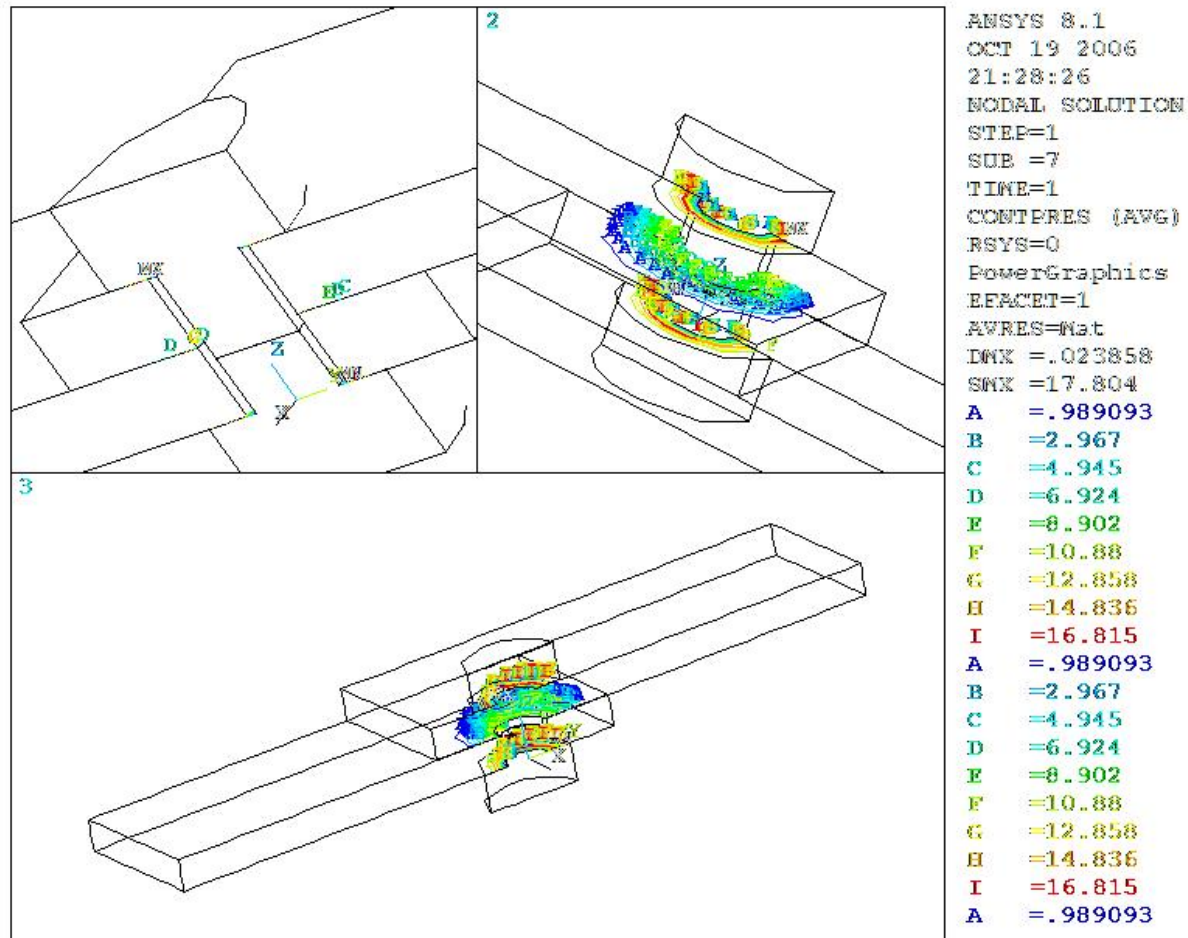 2
3
MX
D
Z
X
MX
Z
X
ANSYS 8.1
OCT 19 2006
21:28:26
NODAL SOLUTION
STEP=1
SUB =7
TIME=1
CONTPRES (AVG)
RSYS=0
PowerGraphics
EFACET=1
AVRES=Mat
DMX =.023858
SMX =17.804
A =.989093
B =2.967
C =4.945
D =6.924
E =8.902
F =10.88
G =12.858
H =14.836
I =16.815
A =.989093
B =2.967
C =4.945
D =6.924
E =8.902
F =10.88
G =12.858
H =14.836
I =16.815
A =.989093